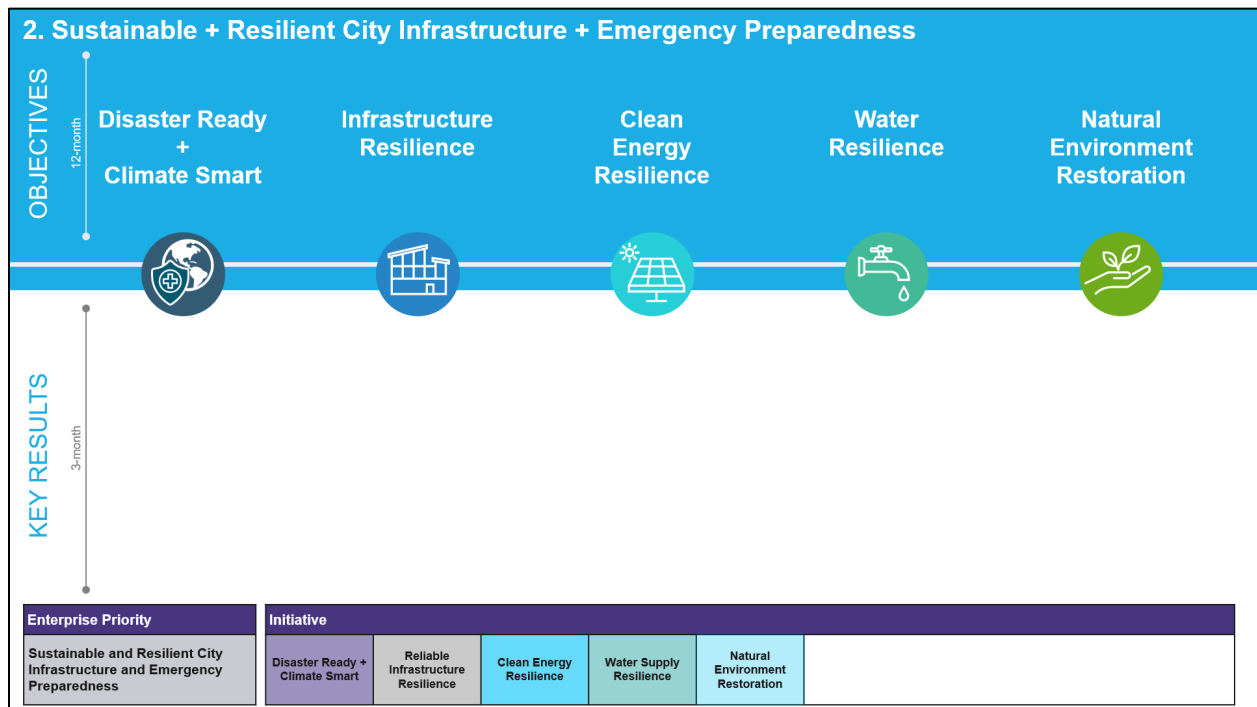 2. Sustainable + Resilient City Infrastructure + Emergency Preparedness
OBJECTIVES
12-month
Disaster Ready
+
Climate Smart
Infrastructure
Resilience
Clean
Energy
Resilience
Water
Resilience
Natural
Environment
Restoration
KEY RESULTS
3-month
Enterprise Priority
Sustainable and Resilient City
Infrastructure and Emergency
Preparedness
Initiative
Disaster Ready +
Climate Smart
Reliable
Infrastructure
Resilience
Clean Energy
Resilience
Water Supply
Resilience
Natural
Environment
Restoration